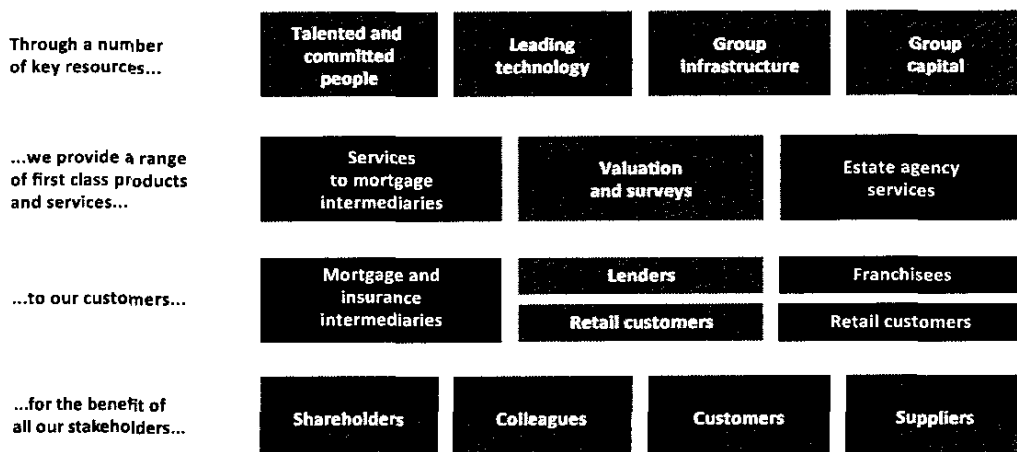 Through a number
of key resources...
Talented and
committed
people
Leading
technology
Group
infrastructure
Group
capital
...we provide a range
of first class products
and services...
Services
to mortgage
intermediaries
Valuation
and surveys
Estate agency
services
...to our customers...
Mortgage and
insurance
intermediaries
Lenders
Retail customers
Franchisees
Retail customers
...for the benefit of
all our stakeholders...
Shareholders
Colleagues
Customers
Suppliers